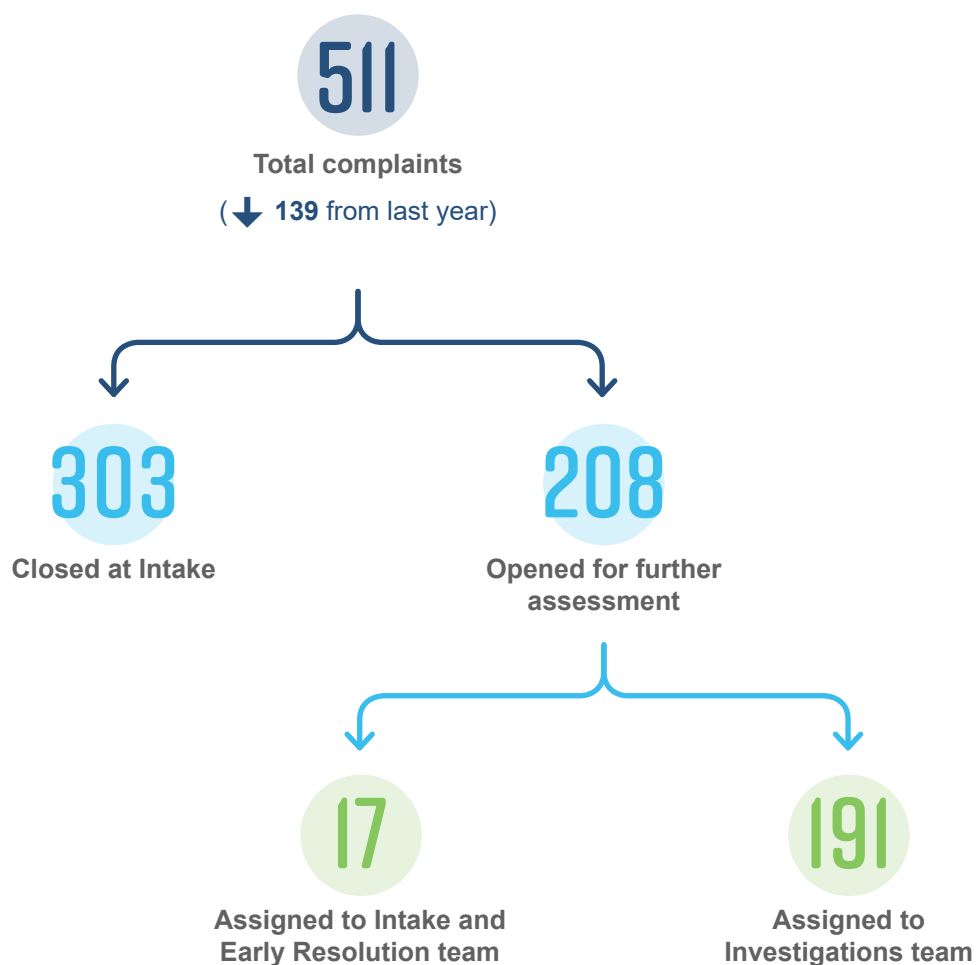 511
Total complaints
(139 from last year)
303
Closed at Intake
208
Opened for further
assessment
17
Assigned to Intake and
Early Resolution team
191
Assigned to
Investigations team